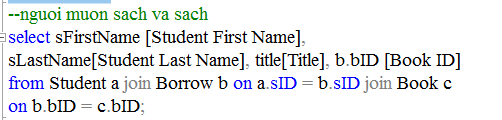 --nguoi muon sach va sach
select sFirstName [Student First Name],
sLastName[Student Last Name], title[Title], b.bID [Book ID]
from Student a join Borrow b on a.sID = b.sID join Book c
on b.bID = c.bID;